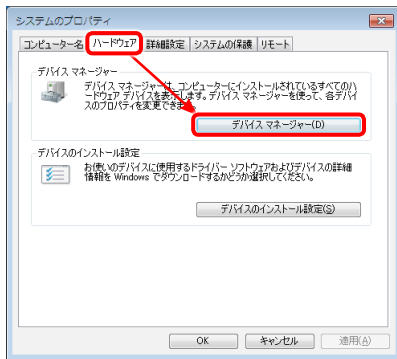 システムのプロパティ
コンピューター名 ハードウェア 詳細設定 システムの保護 リモート
デバイス マネージャー
デバイス マネージャーは、コンピューターにインストールされているすべてのハ
ードウェア デバイスを表示します。デバイス マネージャーを使って、各デバイ
スのプロパティを変更できます。
デバイス マネージャー(D)
デバイスのインストール設定
お使いのデバイスに使用するドライバー ソフトウェアおよびデバイスの詳細
情報を Windows でダウンロードするかどうか選択してください。
デバイスのインストール設定(S)
OK キャンセル 適用(A)